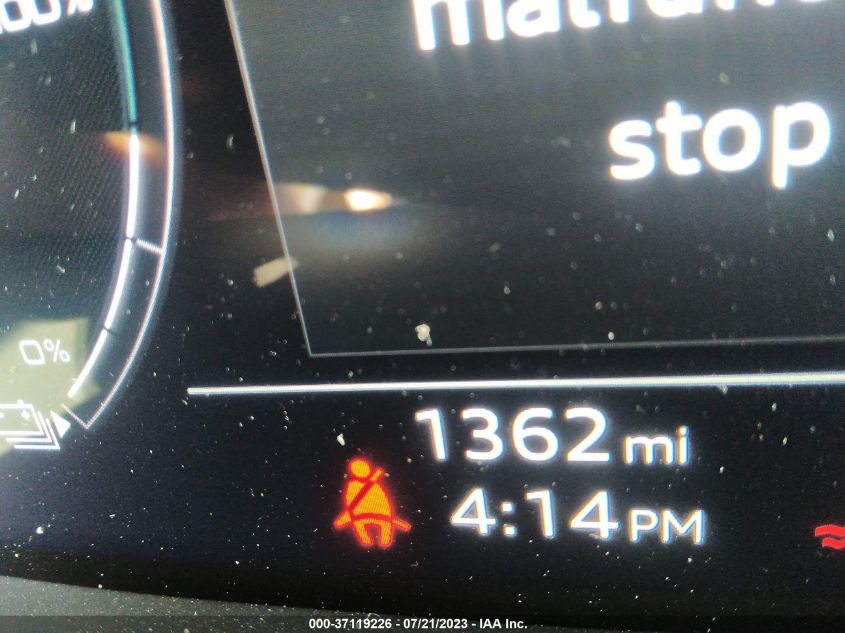 stop
0%
1362 mi
4:14 PM
000-37119226 - 07/21/2023 - IAA Inc.